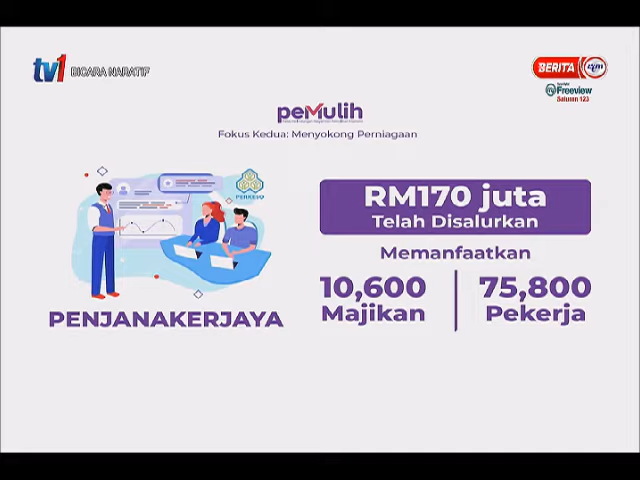 tv1 BICARA NARATIF
BERITA rtm
Freeview
Saluran 123
peMulih
Fokus Kedua: Menyokong Perniagaan
PERKESO
RM170 juta
Telah Disalurkan
Memanfaatkan
10,600
Majikan
75,800
Pekerja
PENJANAKERJAYA